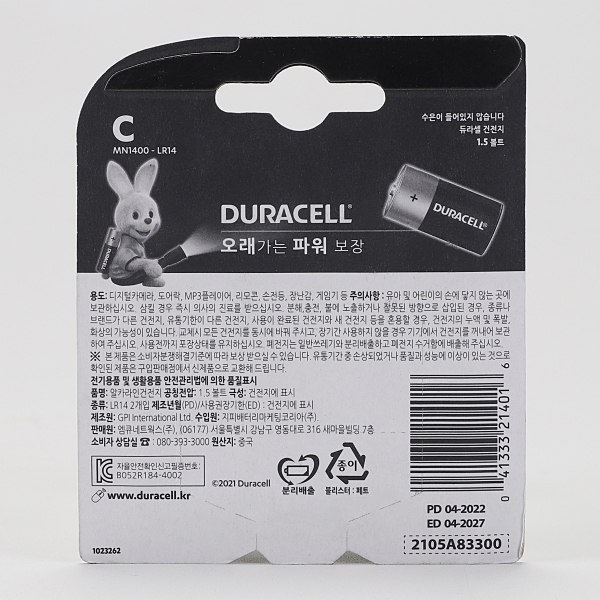 C
MN1400 - LR14
수은이 들어있지 않습니다
듀라셀 건전지
1.5 볼트
DURACELL
DURACELL
DURACELL®
오래가는 파워 보장
용도: 디지털카메라, 도어락, MP3플레이어, 리모콘, 손전등, 장난감, 게임기 등 주의사항: 유아 및 어린이의 손에 닿지 않는 곳에
보관하십시오. 삼킬 경우 즉시 의사의 진료를 받으십시오. 분해,충전, 불에 노출하거나 잘못된 방향으로 삽입된 경우, 종류나
브랜드가 다른 건전지, 유통기한이 다른 건전지, 사용이 완료된 건전지와 새 건전지 등을 혼용할 경우, 건전지의 누액 및 폭발,
화상의 가능성이 있습니다. 교체시 모든 건전지를 동시에 바꿔 주시고, 장기간 사용하지 않을 경우 기기에서 건전지를 꺼내어 보관
하여 주십시오. 사용전까지 포장상태를 유지하십시오. 폐건전지는 일반쓰레기와 분리배출하고 폐전지 수거함에 배출해 주십시오.
※ 본 제품은 소비자분쟁해결기준에 따라 보상 받으실 수 있습니다. 유통기간 중 손상되었거나 품질과 성능에 이상이 있는 것으로
확인된 제품은 구입판매점에서 신제품으로 교환해 드립니다.
전기용품 및 생활용품 안전관리법에 의한 품질표시
품명: 알카라인건전지 공칭전압: 1.5 볼트 극성: 건전지에 표시
종류: LR14 2개입 제조년월(PD)/사용권장기한(ED) : 건전지에 표시
제조원: GPI International Ltd. 수입원: 지피배터리마케팅코리아(주)
판매원: 엠큐네트웍스(주), (06177) 서울특별시 강남구 영동대로 316 새마을빌딩 7층
소비자 상담실 ☎ : 080-393-3000 원산지: 중국
자율안전확인신고필증번호:
B052R184-4002
www.duracell.kr
©2021 Duracell
분리배출
종이
블리스터 : 페트
0 41333 21401 6
PD 04-2022
ED 04-2027
2105A83300
1023262